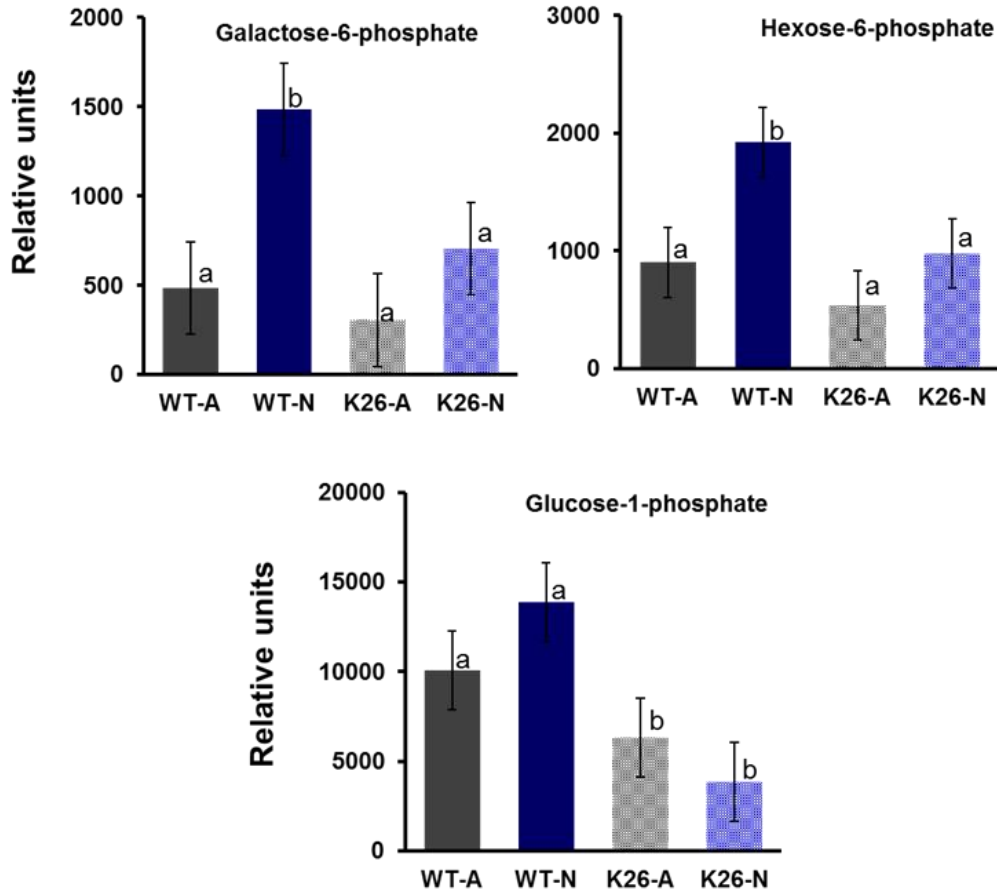 Galactose-6-phosphate
Relative units
2000
1500
1000
500
0
a
b
a
a
WT-A WT-N K26-A K26-N
Hexose-6-phosphate
3000
2000
1000
0
a
b
a
a
WT-A WT-N K26-A K26-N
Glucose-1-phosphate
Relative units
20000
15000
10000
5000
0
a
a
b
b
WT-A WT-N K26-A K26-N